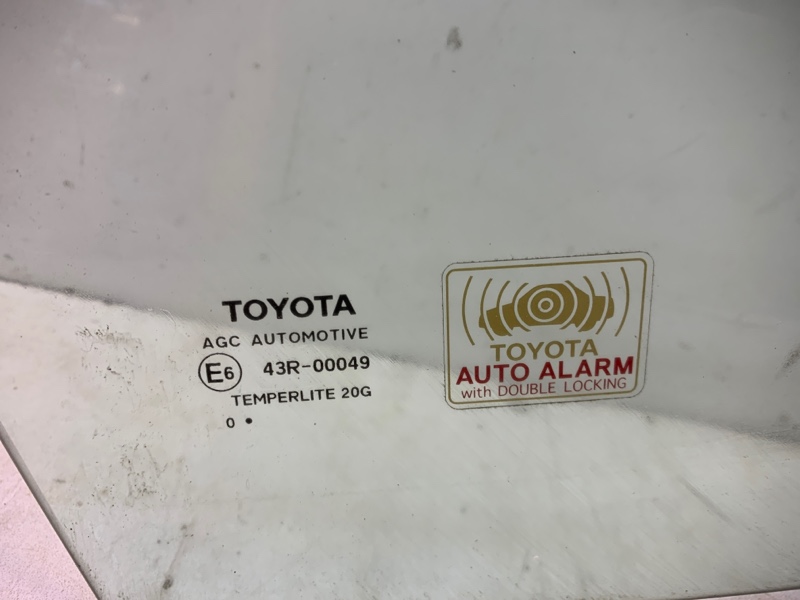 TOYOTA
AGC AUTOMOTIVE
E6 43R-00049
TEMPERLITE 20G
0 •
TOYOTA
AUTO ALARM
with DOUBLE LOCKING